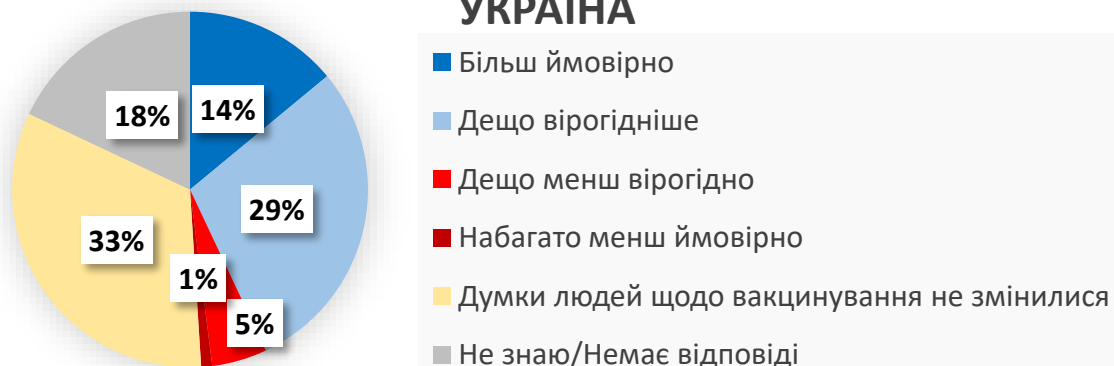 УКРАЇНА
18%
14%
29%
33%
1%
5%
Більш ймовірно
Дещо вірогідніше
Дещо менш вірогідно
Набагато менш ймовірно
Думки людей щодо вакцинування не змінилися
Не знаю/Немає відповіді